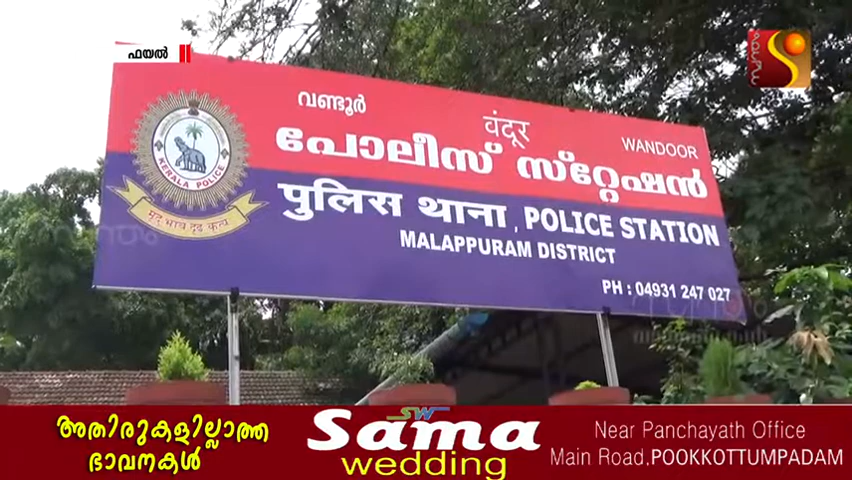 ഫയൽ
വണ്ടൂർ
वंदूर
WANDOOR
പോലീസ് സ്റ്റേഷൻ
पुलिस थाना, POLICE STATION
MALAPPURAM DISTRICT
PH : 04931 247 027
KERALA POLICE
मृदु भावे दृढ कृत्ये
അതിരുകളില്ലാത്ത
ഭാവനകൾ
SW
Sama
wedding
Near Panchayath Office
Main Road, POOKKOTTUMPADAM